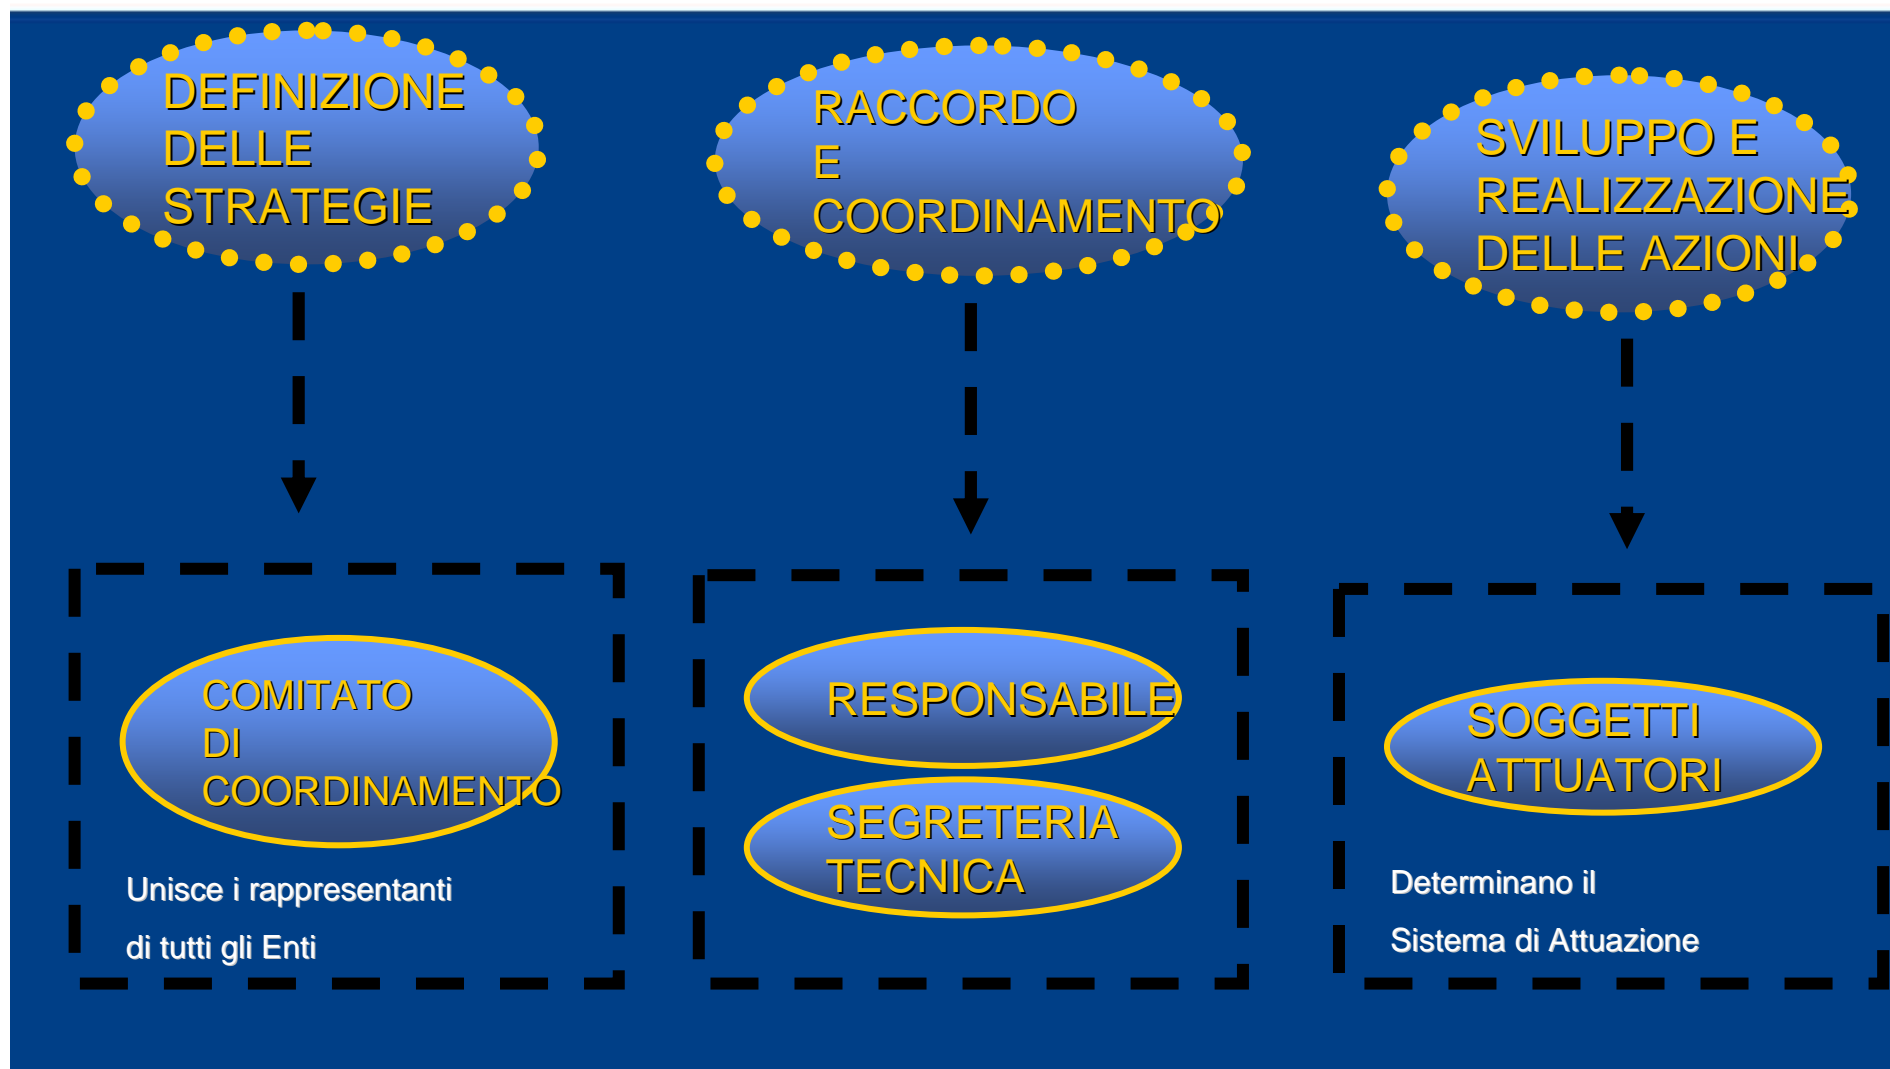 DEFINIZIONE
DELLE
STRATEGIE
RACCORDO
E
COORDINAMENTO
SVILUPPO E
REALIZZAZIONE
DELLE AZIONI
COMITATO
DI
COORDINAMENTO
Unisce i rappresentanti
di tutti gli Enti
RESPONSABILE
SEGRETERIA
TECNICA
SOGGETTI
ATTUATORI
Determinano il
Sistema di Attuazione